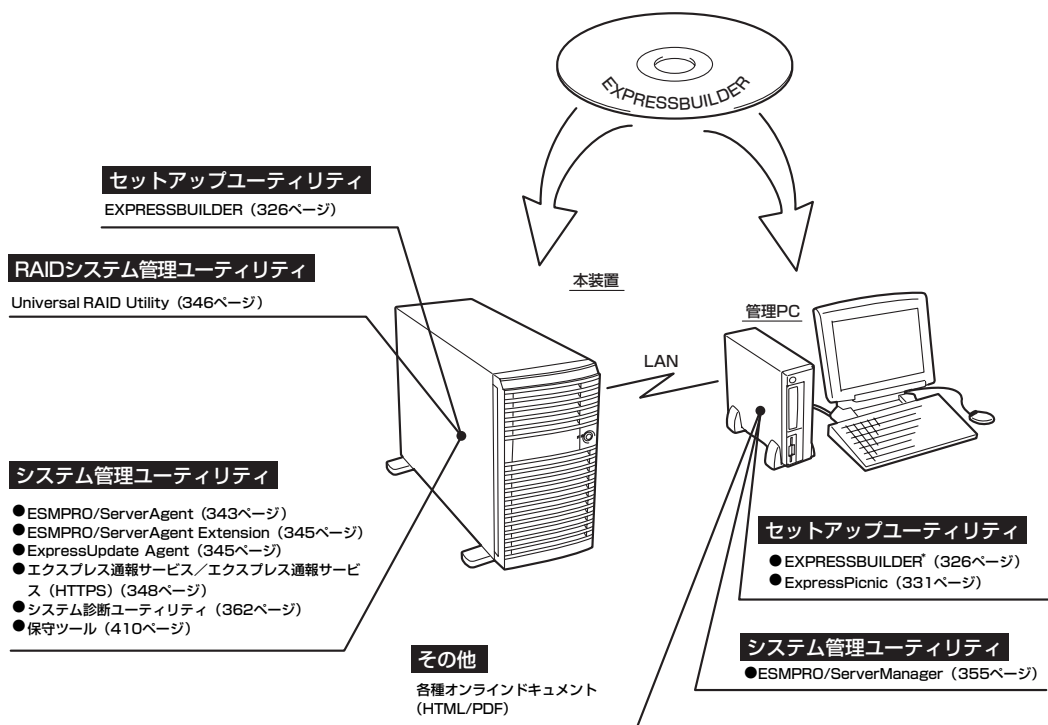 EXPRESSBUILDER
セットアップユーティリティ
EXPRESSBUILDER（326ページ）
RAIDシステム管理ユーティリティ
Universal RAID Utility（346ページ）
本装置
管理PC
LAN
システム管理ユーティリティ
●ESMPRO/ServerAgent（343ページ）
●ESMPRO/ServerAgent Extension（345ページ）
●ExpressUpdate Agent（345ページ）
●エクスプレス通報サービス／エクスプレス通報サービ
ス（HTTPS）（348ページ）
●システム診断ユーティリティ（362ページ）
●保守ツール（410ページ）
セットアップユーティリティ
●EXPRESSBUILDER*（326ページ）
●ExpressPicnic（331ページ）
システム管理ユーティリティ
●ESMPRO/ServerManager（355ページ）
その他
各種オンラインドキュメント
（HTML/PDF）